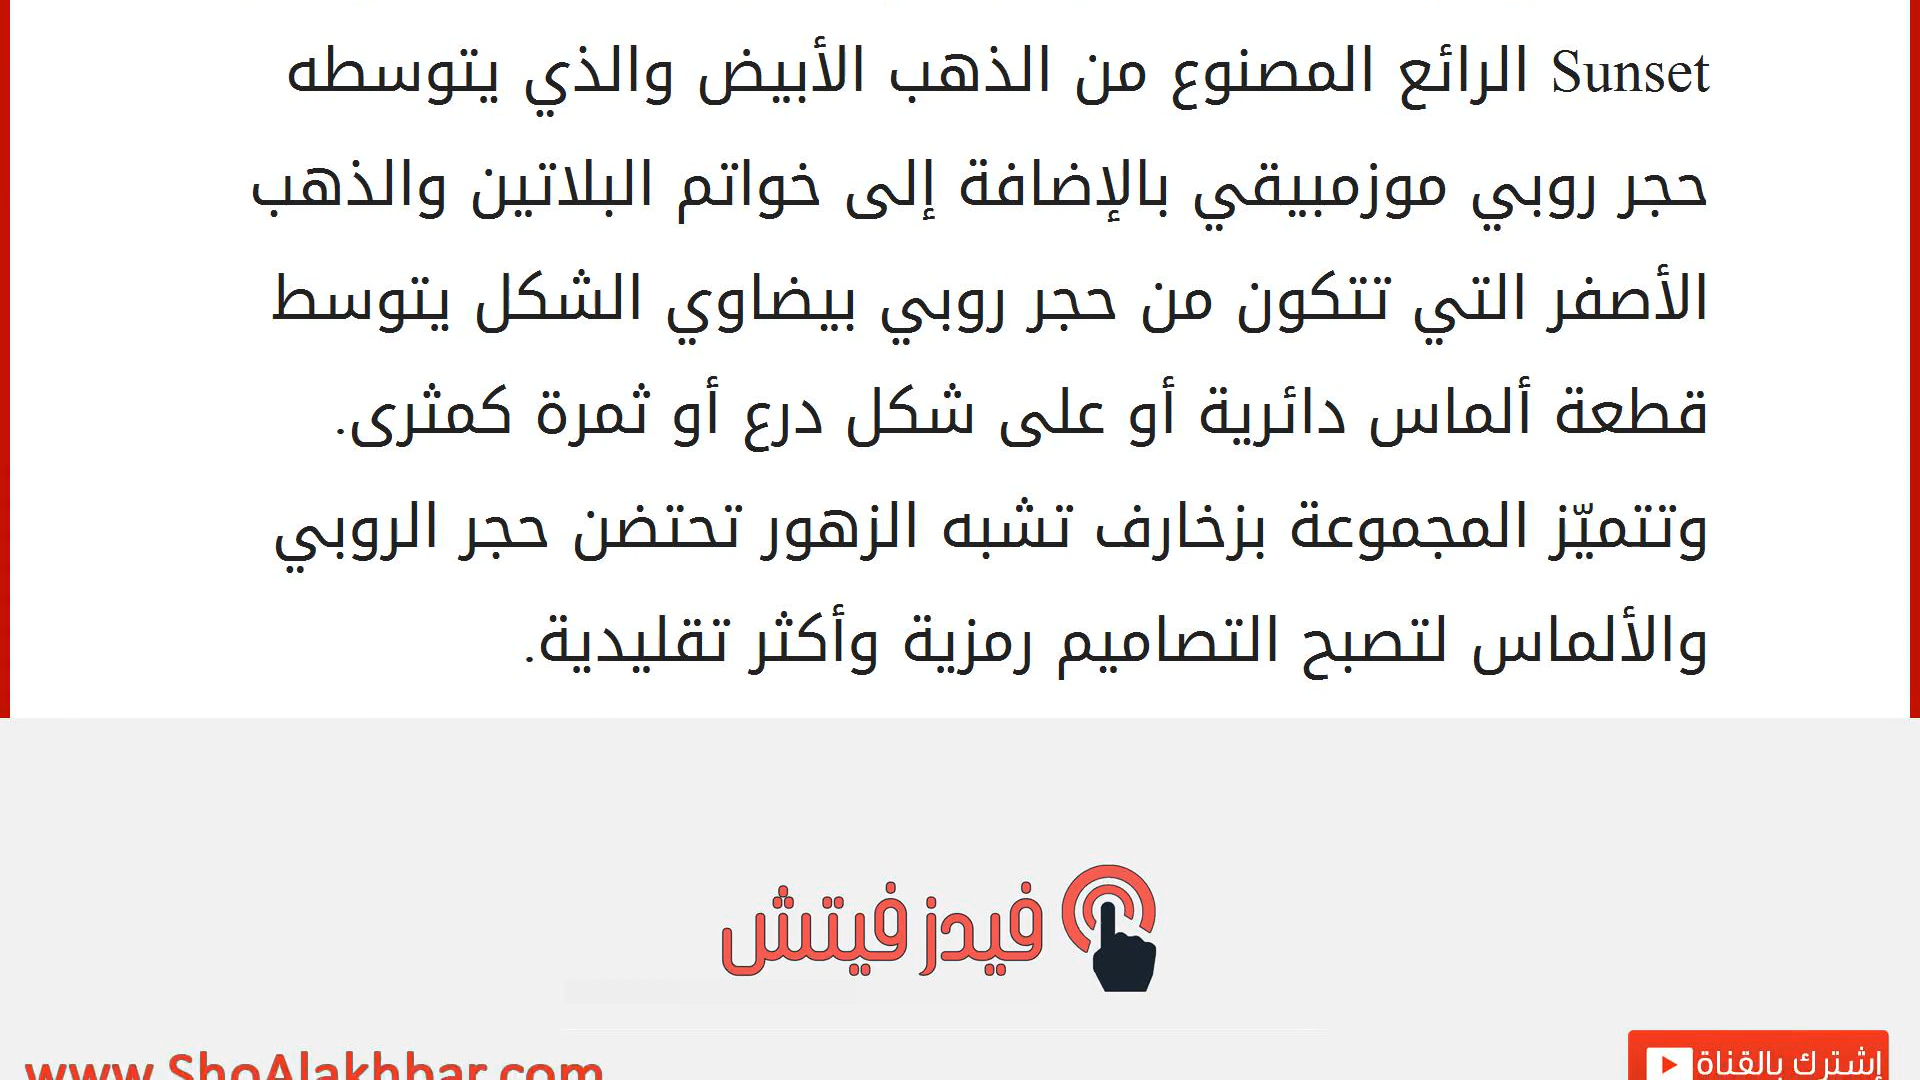 Sunset الرائع المصنوع من الذهب الأبيض والذي يتوسطه
حجر روبي موزمبيقي بالإضافة إلى خواتم البلاتين والذهب
الأصفر التي تتكون من حجر روبي بيضاوي الشكل يتوسط
قطعة ألماس دائرية أو على شكل درع أو ثمرة كمثرى.
وتتميّز المجموعة بزخارف تشبه الزهور تحتضن حجر الروبي
والألماس لتصبح التصاميم رمزية وأكثر تقليدية.
فيدز فيتش
www.ShoAlakhbar.com
إشترك بالقناة